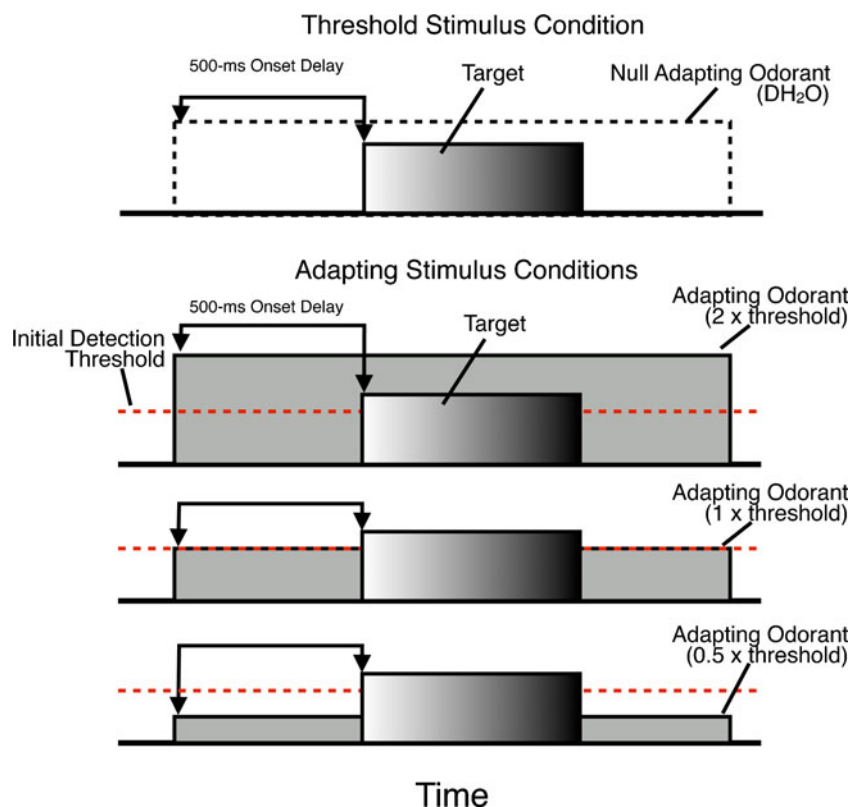 Threshold Stimulus Condition
500-ms Onset Delay
Target
Null Adapting Odorant
(DH₂O)
Adapting Stimulus Conditions
500-ms Onset Delay
Target
Adapting Odorant
(2 x threshold)
Initial Detection
Threshold
Adapting Odorant
(1 x threshold)
Adapting Odorant
(0.5 x threshold)
Time